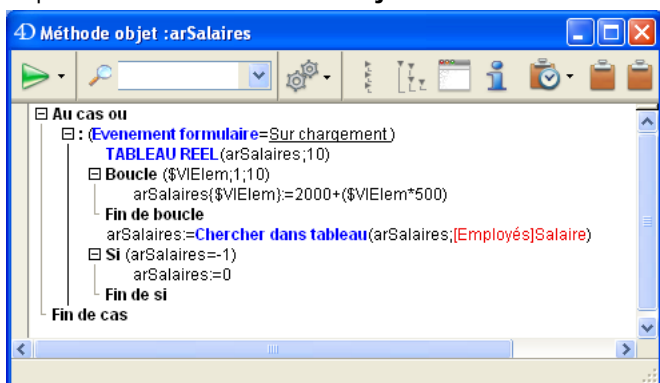 4D Méthode objet :arSalaires
Au cas ou
: (Evenement formulaire=Sur chargement)
TABLEAU REEL(arSalaires;10)
Boucle ($VlElem;1;10)
arSalaires{$VlElem}:=2000+($VlElem*500)
Fin de boucle
arSalaires:=Chercher dans tableau(arSalaires;[Employés]Salaire)
Si (arSalaires=-1)
arSalaires:=0
Fin de si
Fin de cas